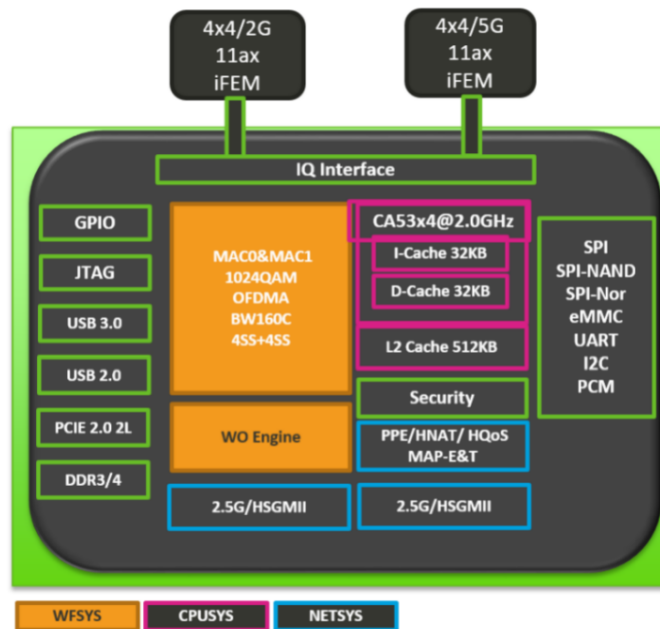 4x4/2G
11ax
iFEM
4x4/5G
11ax
iFEM
IQ Interface
GPIO
JTAG
USB 3.0
USB 2.0
PCIE 2.0 2L
DDR3/4
MAC0&MAC1
1024QAM
OFDMA
BW160C
4SS+4SS
WO Engine
2.5G/HSGMII
CA53x4@2.0GHz
I-Cache 32KB
D-Cache 32KB
L2 Cache 512KB
Security
PPE/HNAT/ HQoS
MAP-E&T
2.5G/HSGMII
SPI
SPI-NAND
SPI-Nor
eMMC
UART
I2C
PCM
WFSYS
CPUSYS
NETSYS